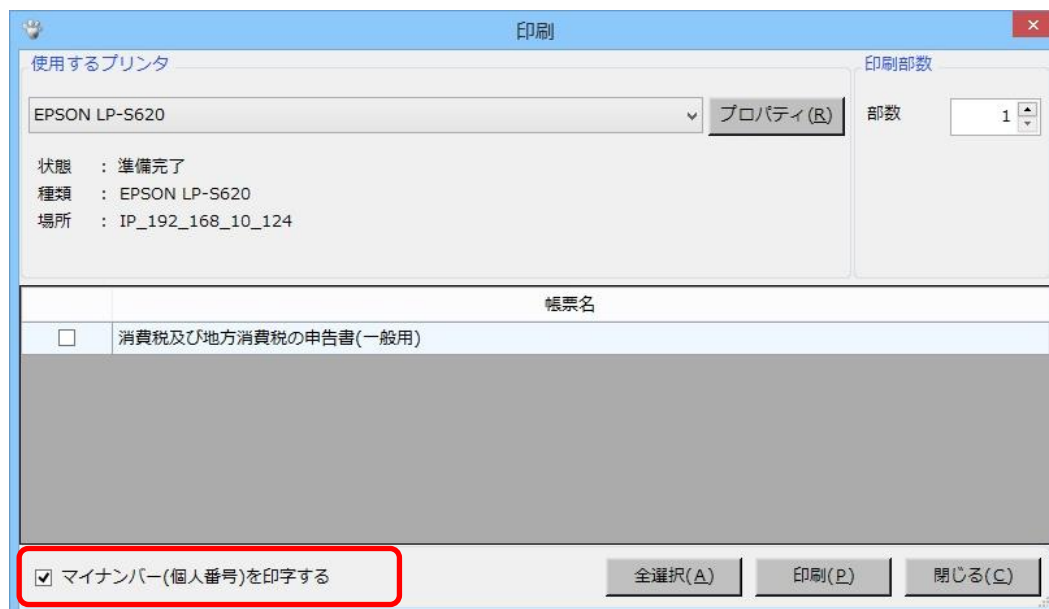 印刷
使用するプリンタ
印刷部数
EPSON LP-S620
プロパティ(R)
部数
1
状態 : 準備完了
種類 : EPSON LP-S620
場所 : IP_192_168_10_124
帳票名
消費税及び地方消費税の申告書(一般用)
マイナンバー(個人番号)を印字する
全選択(A)
印刷(P)
閉じる(C)